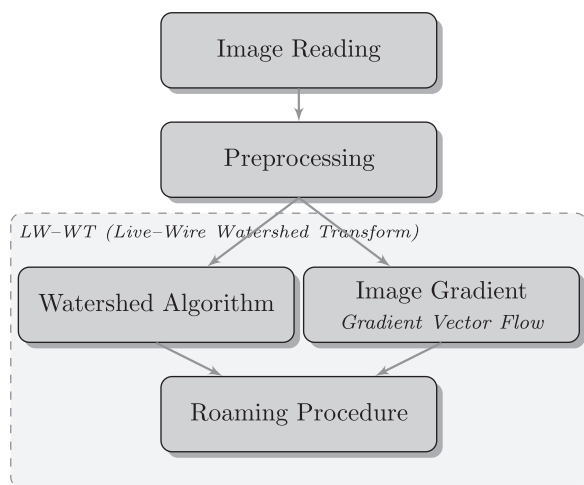 Image Reading
Preprocessing
LW–WT (Live–Wire Watershed Transform)
Watershed Algorithm
Image Gradient
Gradient Vector Flow
Roaming Procedure